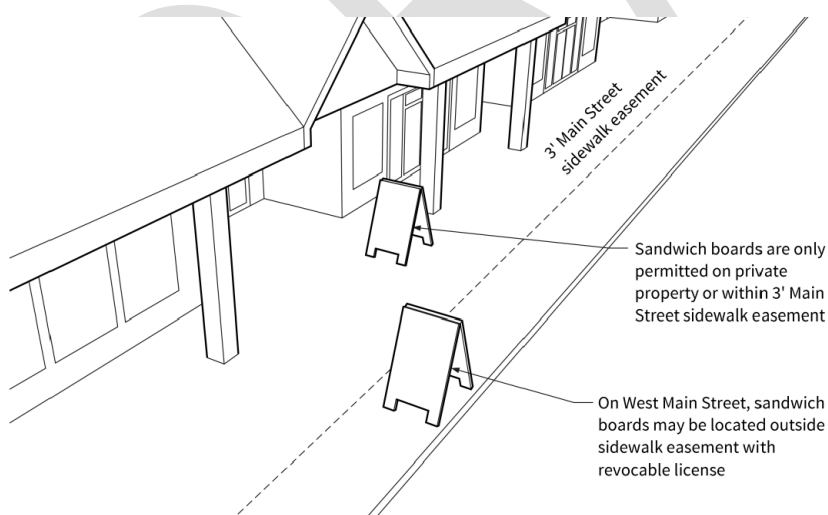 3' Main Street
sidewalk easement
Sandwich boards are only
permitted on private
property or within 3' Main
Street sidewalk easement
On West Main Street, sandwich
boards may be located outside
sidewalk easement with
revocable license